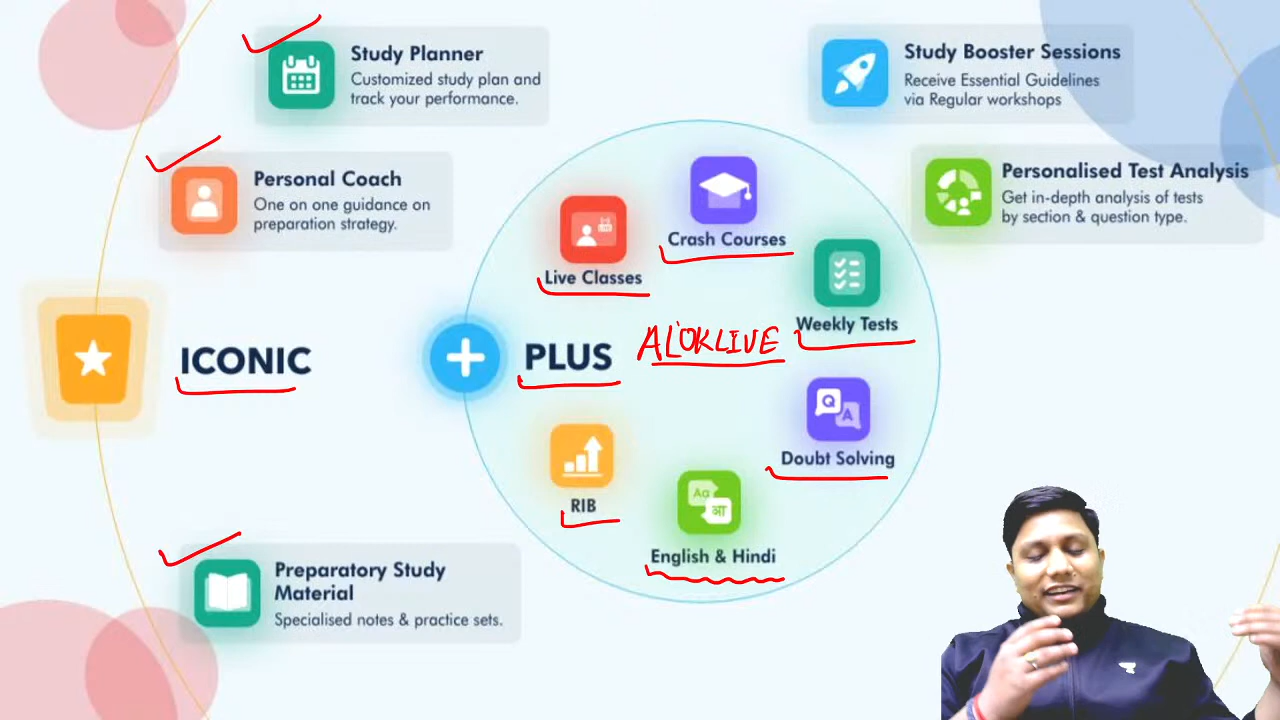 Study Planner
Customized study plan and
track your performance.
Study Booster Sessions
Receive Essential Guidelines
via Regular workshops
Personal Coach
One on one guidance on
preparation strategy.
Personalised Test Analysis
Get in-depth analysis of tests
by section & question type.
Crash Courses
Live Classes
Weekly Tests
ICONIC
PLUS
ALOKLIVE
Q
A
Doubt Solving
RIB
Aa
आ
English & Hindi
Preparatory Study
Material
Specialised notes & practice sets.